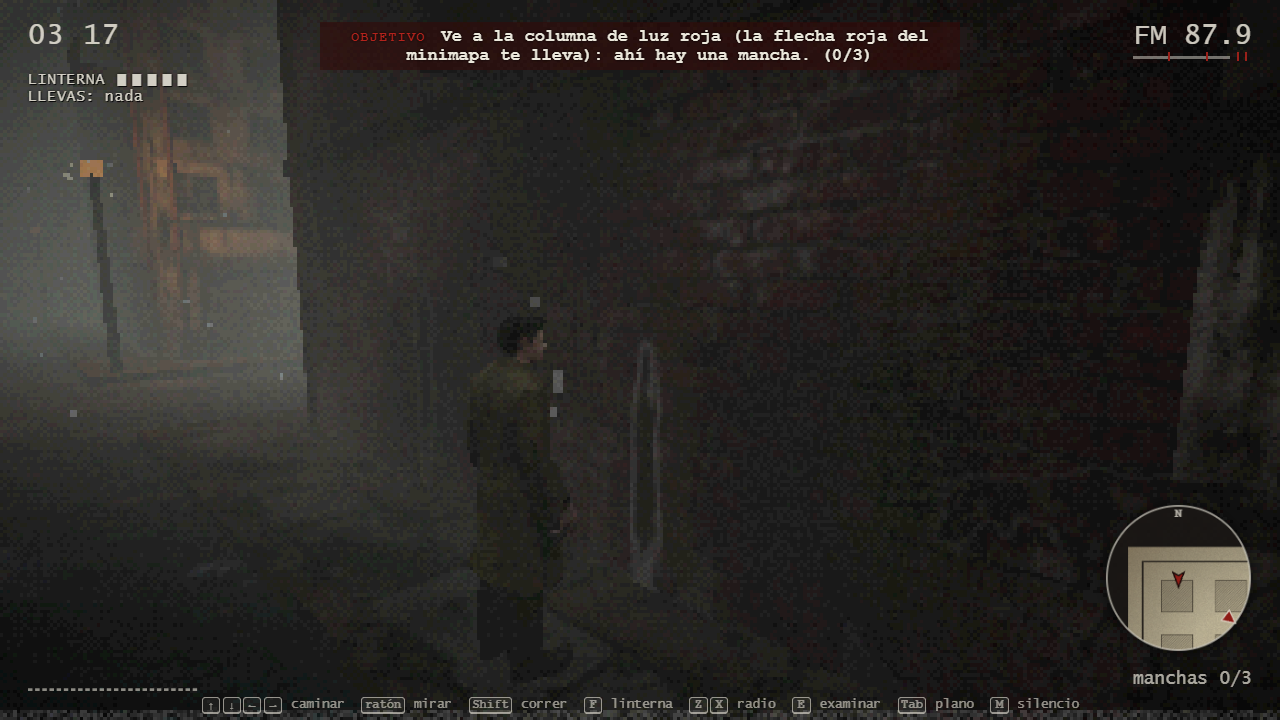 03 17
OBJETIVO Ve a la columna de luz roja (la flecha roja del
minimapa te lleva): ahí hay una mancha. (0/3)
FM 87.9
LINTERNA
LLEVAS: nada
N
manchas 0/3
↑ ↓ ← → caminar ratón mirar Shift correr F linterna Z X radio E examinar Tab plano M silencio